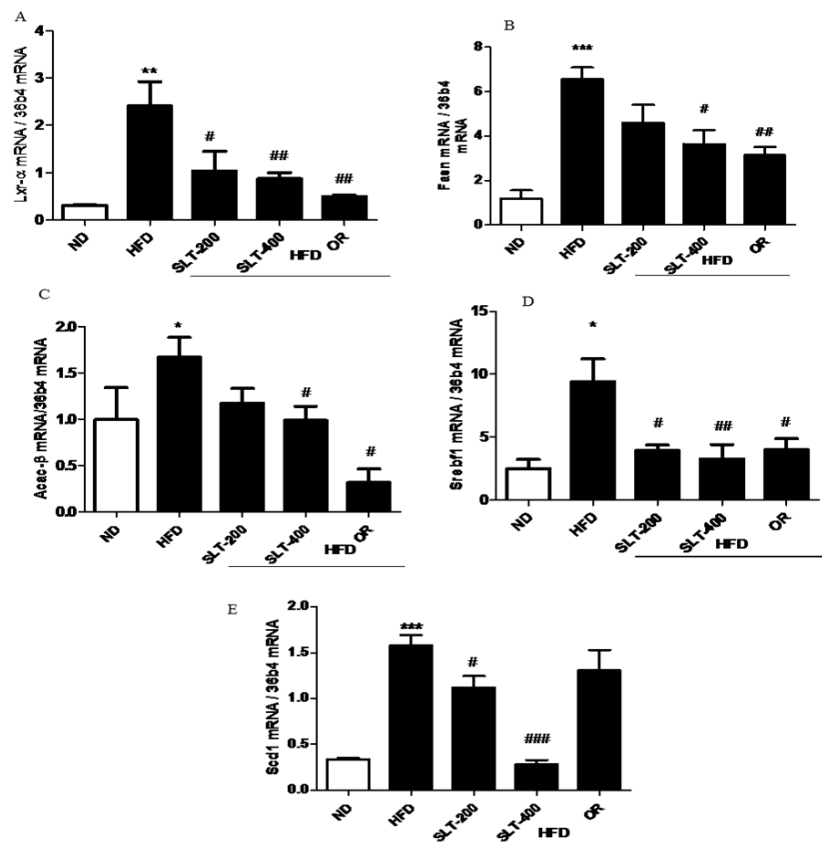 A
Lxr-α mRNA / 36b4 mRNA
4
3
2
1
0
**
#
##
##
ND
HFD
SLT-200
SLT-400
OR
HFD
B
Fasn mRNA / 36b4
mRNA
8
6
4
2
0
***
#
##
ND
HFD
SLT-200
SLT-400
OR
HFD
C
Acac-β mRNA/36b4 mRNA
2.0
1.5
1.0
0.5
0.0
*
#
#
ND
HFD
SLT-200
SLT-400
OR
HFD
D
Srebf1 mRNA / 36b4 mRNA
15
10
5
0
*
#
##
#
ND
HFD
SLT-200
SLT-400
OR
HFD
E
Scd1 mRNA / 36b4 mRNA
2.0
1.5
1.0
0.5
0.0
***
#
###
ND
HFD
SLT-200
SLT-400
OR
HFD